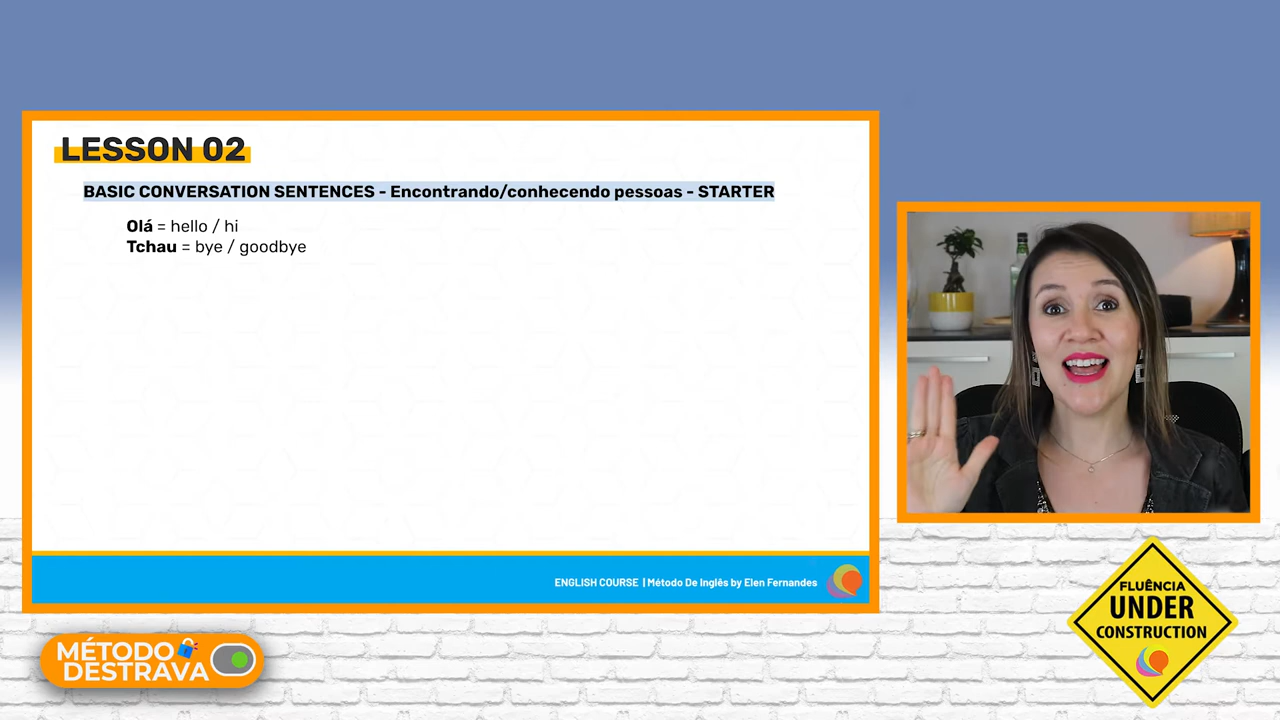 LESSON 02
BASIC CONVERSATION SENTENCES - Encontrando/conhecendo pessoas - STARTER
Olá = hello / hi
Tchau = bye / goodbye
ENGLISH COURSE | Método De Inglês by Elen Fernandes
MÉTODO
DESTRAVA
FLUÊNCIA
UNDER
CONSTRUCTION